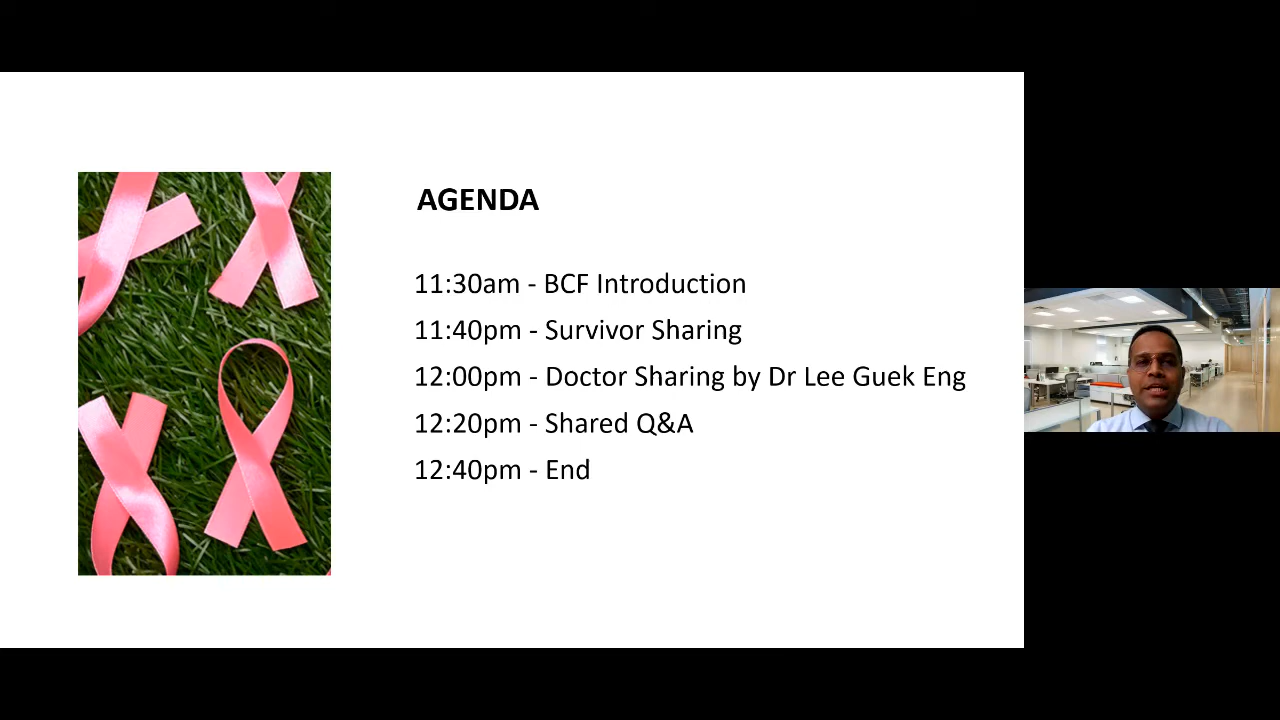 AGENDA
11:30am - BCF Introduction
11:40pm - Survivor Sharing
12:00pm - Doctor Sharing by Dr Lee Guek Eng
12:20pm - Shared Q&A
12:40pm - End